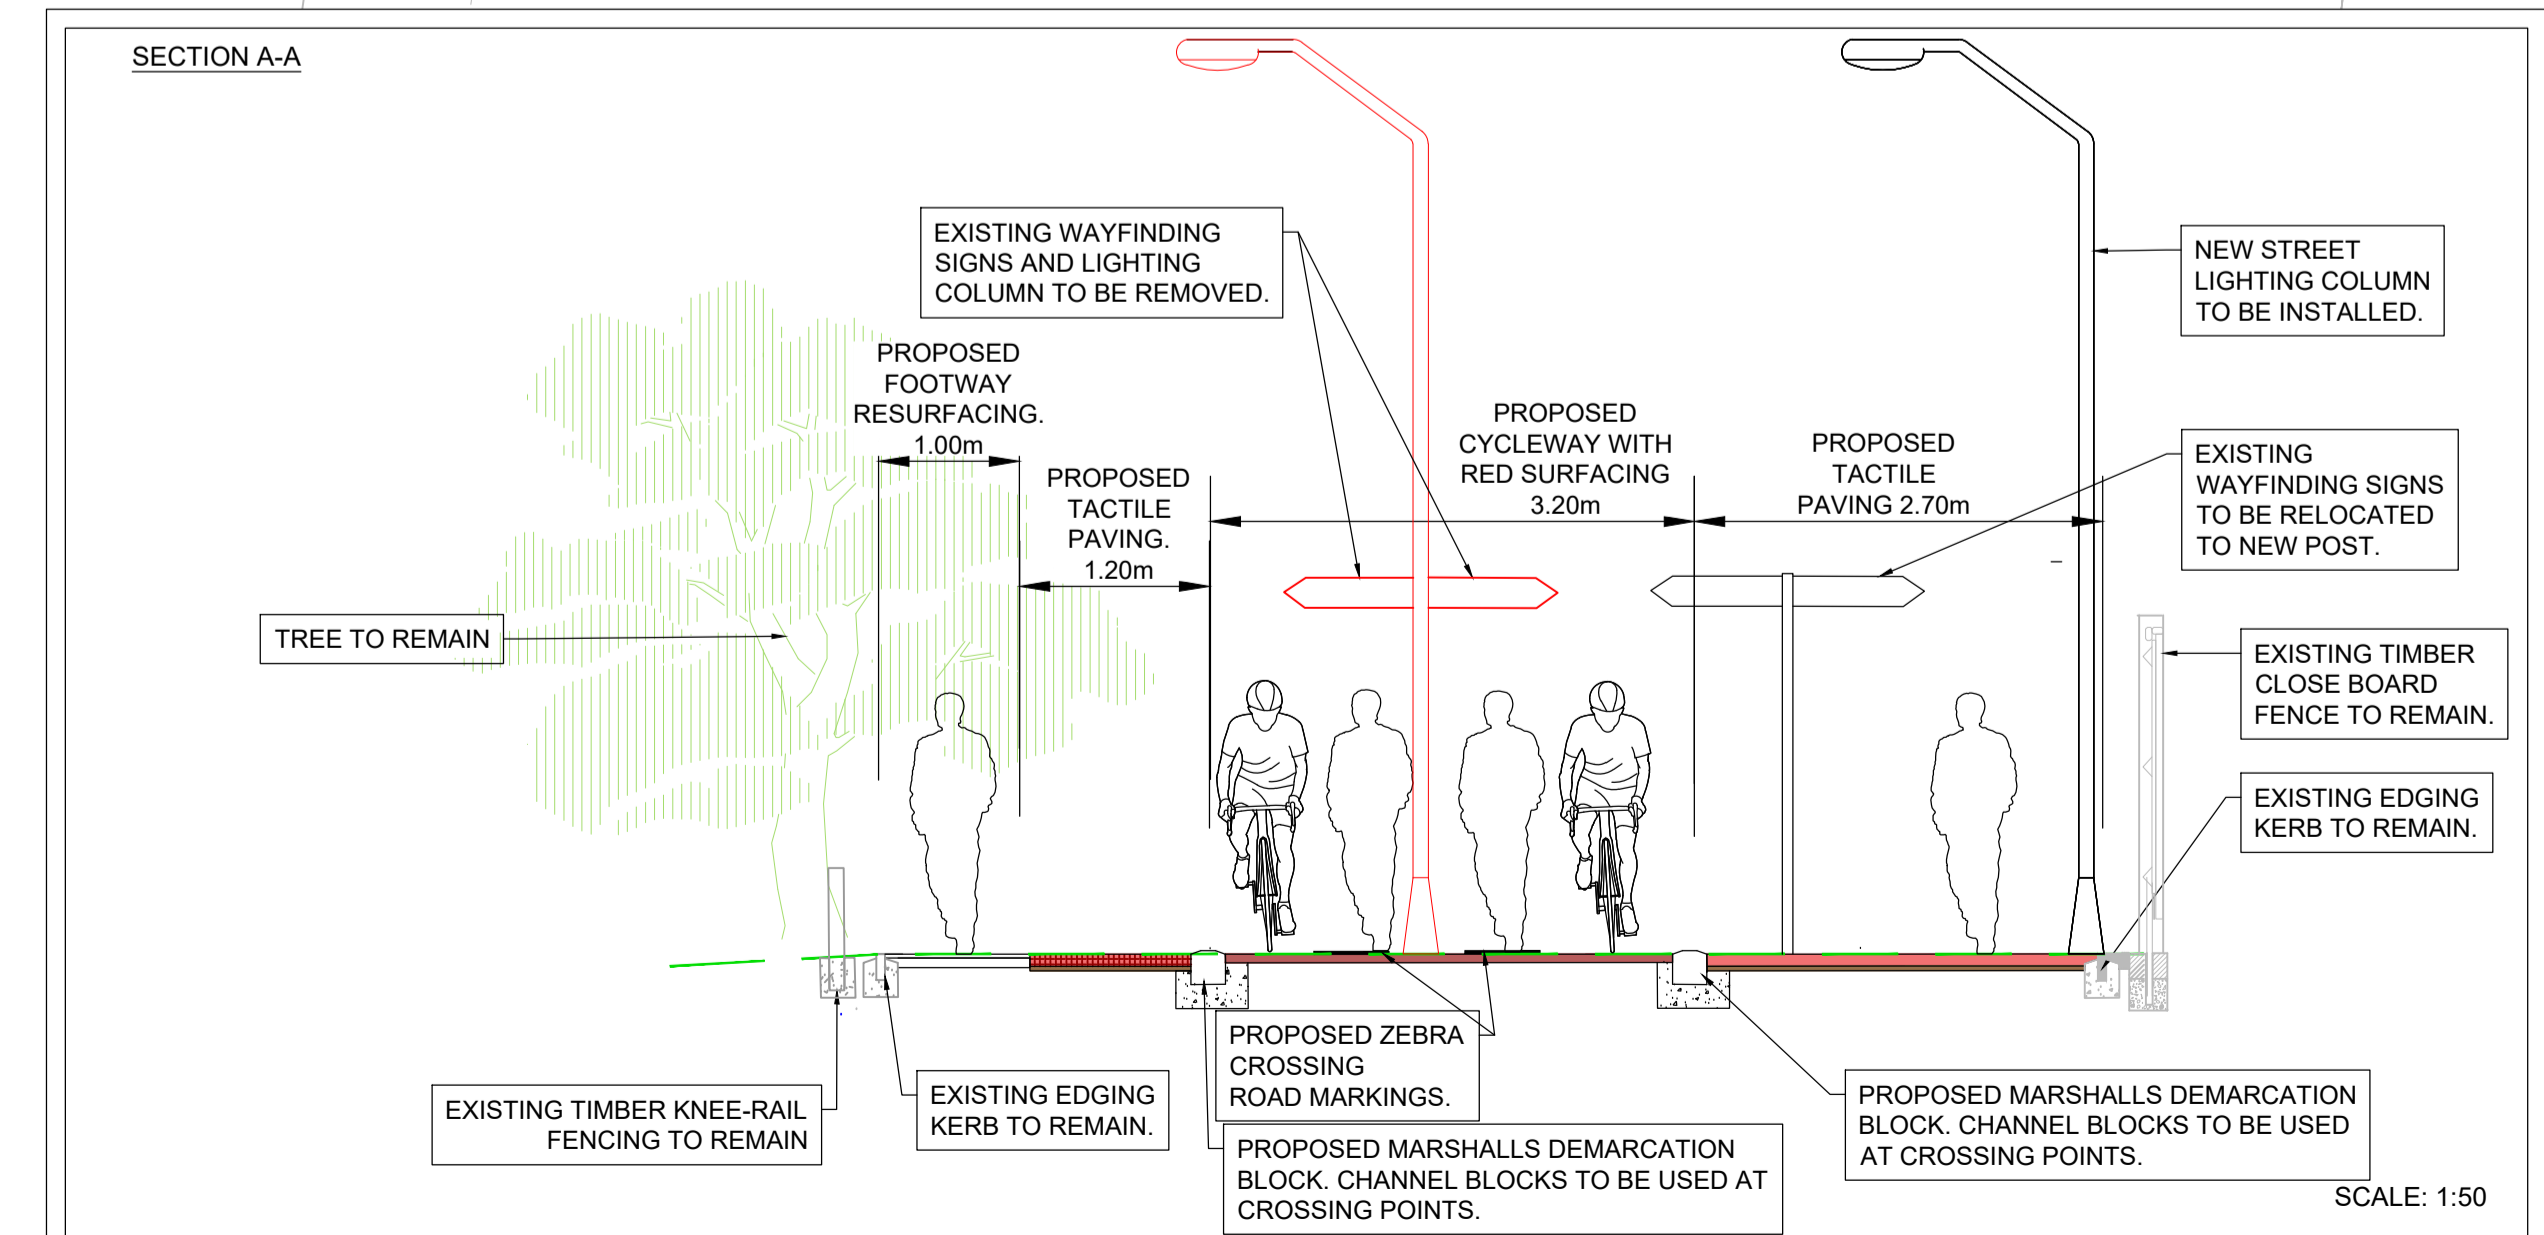 SECTION A-A
EXISTING WAYFINDING
SIGNS AND LIGHTING
COLUMN TO BE REMOVED.
NEW STREET
LIGHTING COLUMN
TO BE INSTALLED.
PROPOSED
FOOTWAY
RESURFACING.
1.00m
PROPOSED
TACTILE
PAVING.
1.20m
PROPOSED
CYCLEWAY WITH
RED SURFACING
3.20m
PROPOSED
TACTILE
PAVING 2.70m
EXISTING
WAYFINDING SIGNS
TO BE RELOCATED
TO NEW POST.
TREE TO REMAIN
EXISTING TIMBER
CLOSE BOARD
FENCE TO REMAIN.
EXISTING EDGING
KERB TO REMAIN.
EXISTING TIMBER KNEE-RAIL
FENCING TO REMAIN
EXISTING EDGING
KERB TO REMAIN.
PROPOSED ZEBRA
CROSSING
ROAD MARKINGS.
PROPOSED MARSHALLS DEMARCATION
BLOCK. CHANNEL BLOCKS TO BE USED AT
CROSSING POINTS.
PROPOSED MARSHALLS DEMARCATION
BLOCK. CHANNEL BLOCKS TO BE USED
AT CROSSING POINTS.
SCALE: 1:50